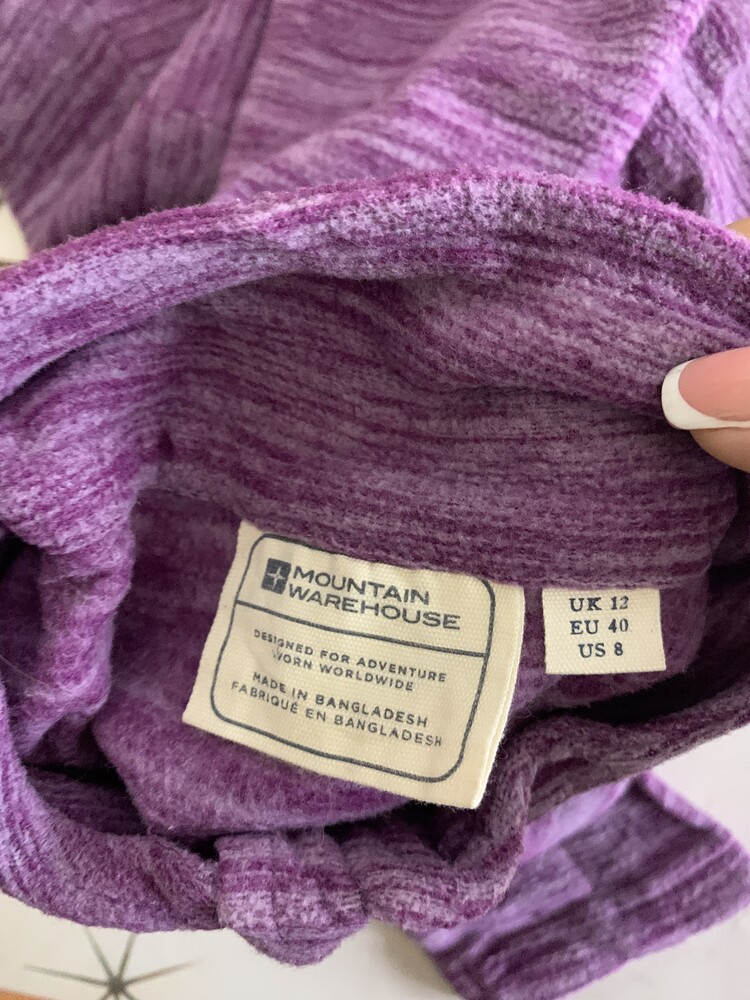 MOUNTAIN
WAREHOUSE
DESIGNED FOR ADVENTURE
WORN WORLDWIDE
MADE IN BANGLADESH
FABRIQUÉ EN BANGLADESH
UK 12
EU 40
US 8